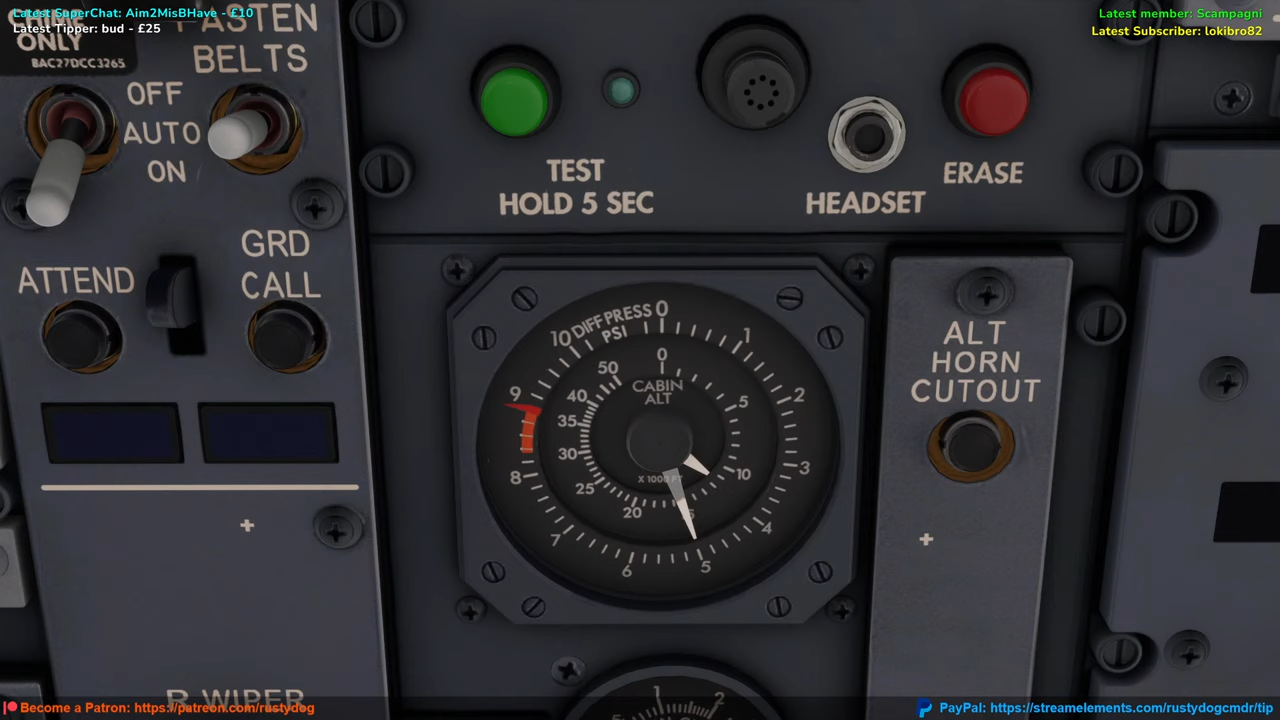 Latest SuperChat: Aim2MisBHave - £10
Latest Tipper: bud - £25
Latest member: Scampagni
Latest Subscriber: lokibro82
ONLY
BAC27DCC3265
FASTEN
BELTS
OFF
AUTO
ON
ATTEND
GRD
CALL
TEST
HOLD 5 SEC
HEADSET
ERASE
DIFF PRESS
PSI
0
1
2
3
4
5
6
7
8
9
10
CABIN
ALT
0
5
10
20
25
30
35
40
50
ALT
HORN
CUTOUT
1
2
R WIPER
Become a Patron: https://patreon.com/rustydog
PayPal: https://streamelements.com/rustydogcmdr/tip